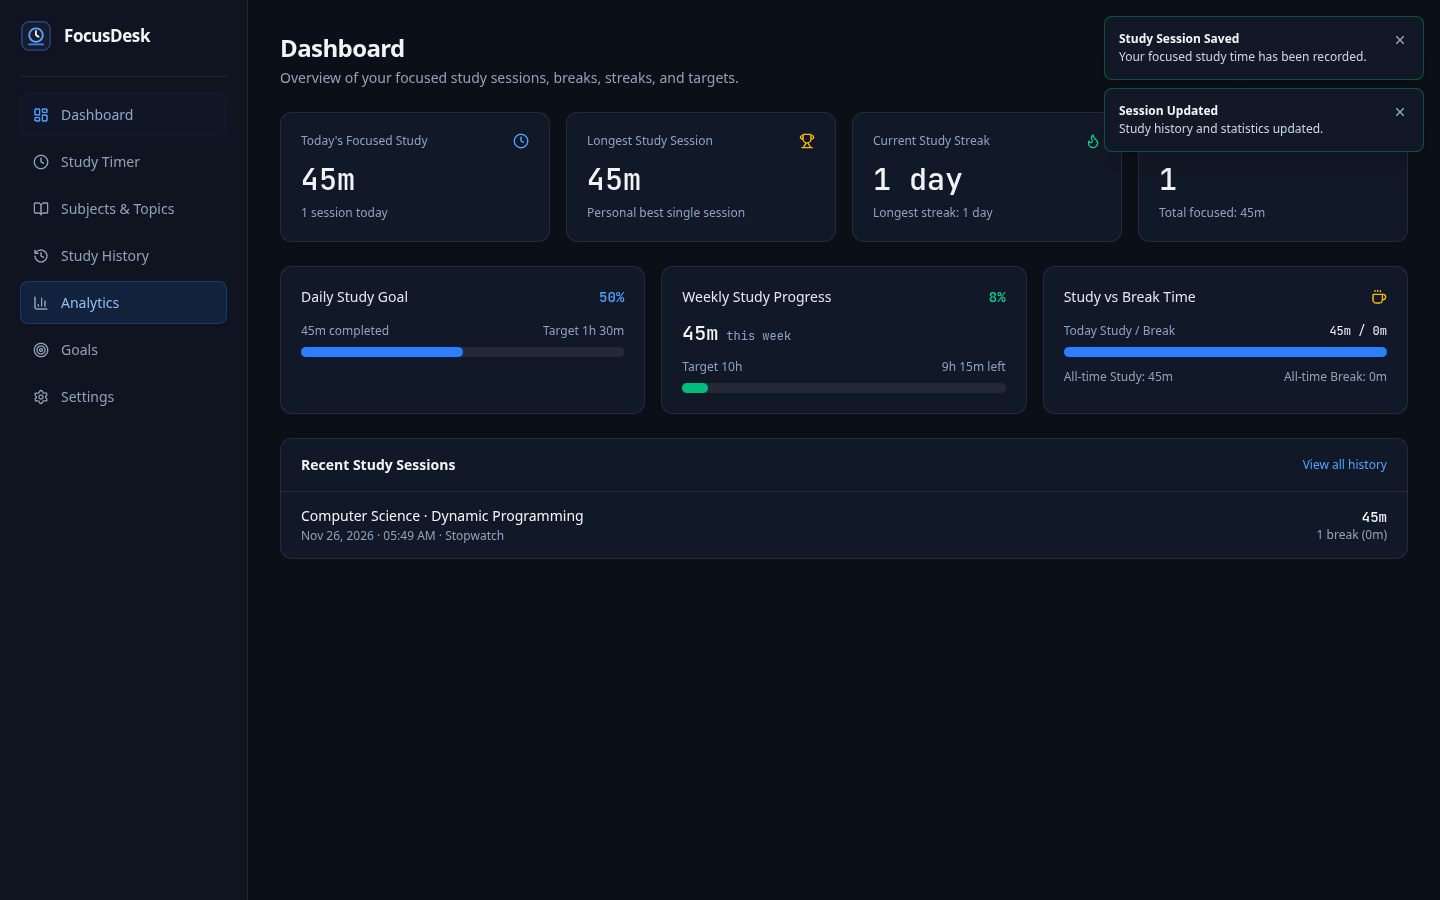 FocusDesk
Dashboard
Study Timer
Subjects & Topics
Study History
Analytics
Goals
Settings
Dashboard
Overview of your focused study sessions, breaks, streaks, and targets.
Study Session Saved
Your focused study time has been recorded.
Session Updated
Study history and statistics updated.
Today's Focused Study
45m
1 session today
Longest Study Session
45m
Personal best single session
Current Study Streak
1 day
Longest streak: 1 day
1
Total focused: 45m
Daily Study Goal
50%
45m completed
Target 1h 30m
Weekly Study Progress
8%
45m this week
Target 10h
9h 15m left
Study vs Break Time
Today Study / Break
45m / 0m
All-time Study: 45m
All-time Break: 0m
Recent Study Sessions
View all history
Computer Science · Dynamic Programming
45m
Nov 26, 2026 · 05:49 AM · Stopwatch
1 break (0m)